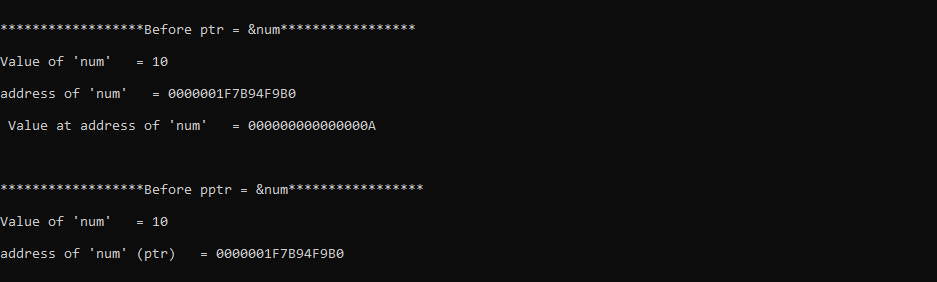 ******************Before ptr = &num*****************
Value of 'num'   = 10
address of 'num'   = 0000001F7B94F9B0
 Value at address of 'num'   = 000000000000000A
******************Before pptr = &num*****************
Value of 'num'   = 10
address of 'num' (ptr)   = 0000001F7B94F9B0